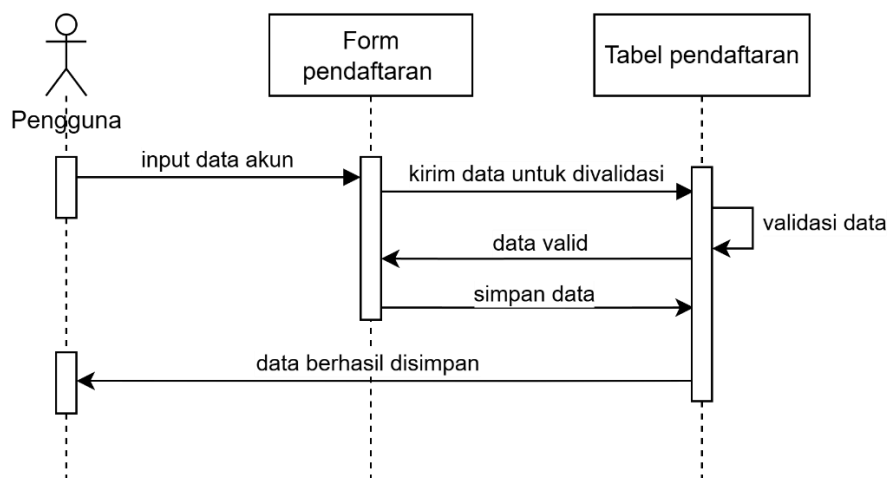 Form
pendaftaran
Tabel pendaftaran
Pengguna
input data akun
kirim data untuk divalidasi
validasi data
data valid
simpan data
data berhasil disimpan